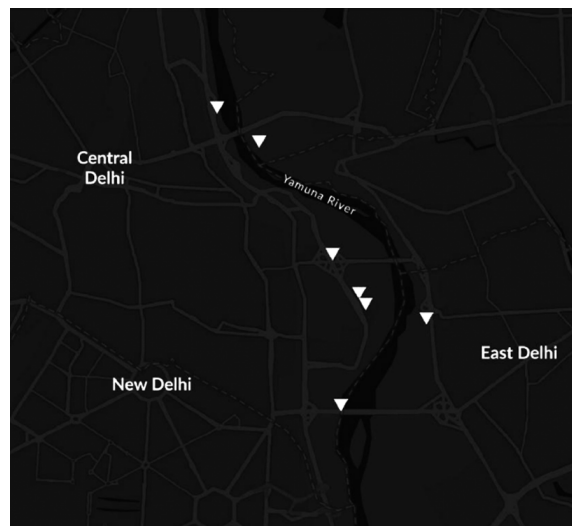 Central
Delhi
Yamuna River
East Delhi
New Delhi